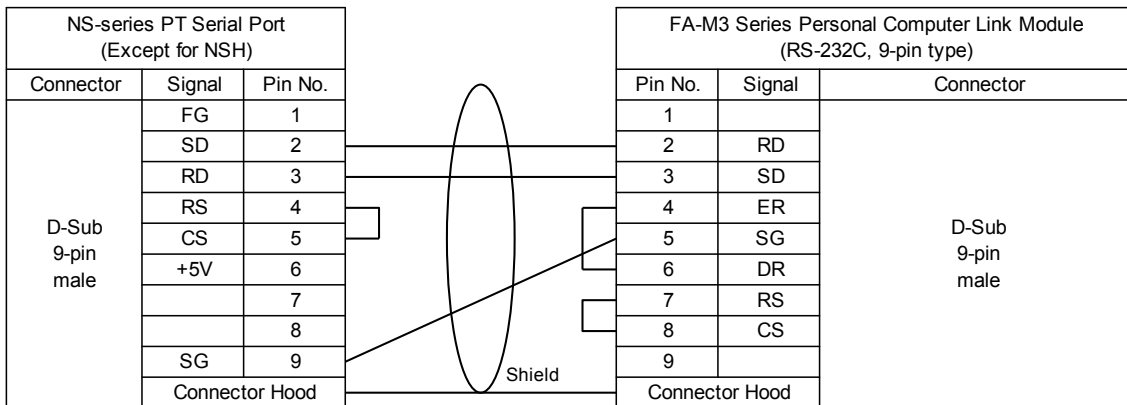 NS-series PT Serial Port
(Except for NSH)
FA-M3 Series Personal Computer Link Module
(RS-232C, 9-pin type)
Connector Signal Pin No.
Pin No. Signal Connector
FG 1
1
SD 2
2 RD
RD 3
3 SD
RS 4
4 ER
D-Sub
9-pin
male
CS 5
5 SG
D-Sub
9-pin
male
+5V 6
6 DR
7
7 RS
8
8 CS
SG 9
9
Shield
Connector Hood
Connector Hood